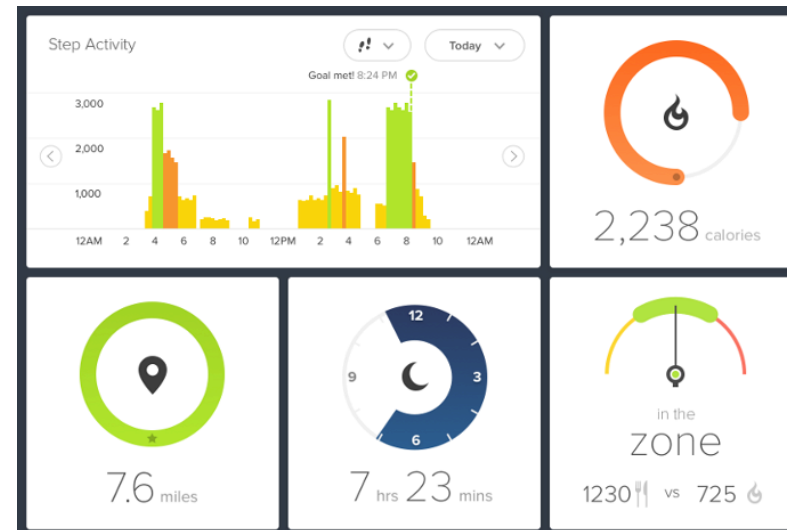 Step Activity
Today
Goal met! 8:24 PM
3,000
2,000
1,000
12AM 2 4 6 8 10 12PM 2 4 6 8 10 12AM
2,238 calories
12
9 3
6
7.6 miles
7 hrs 23 mins
in the
zone
1230 vs 725